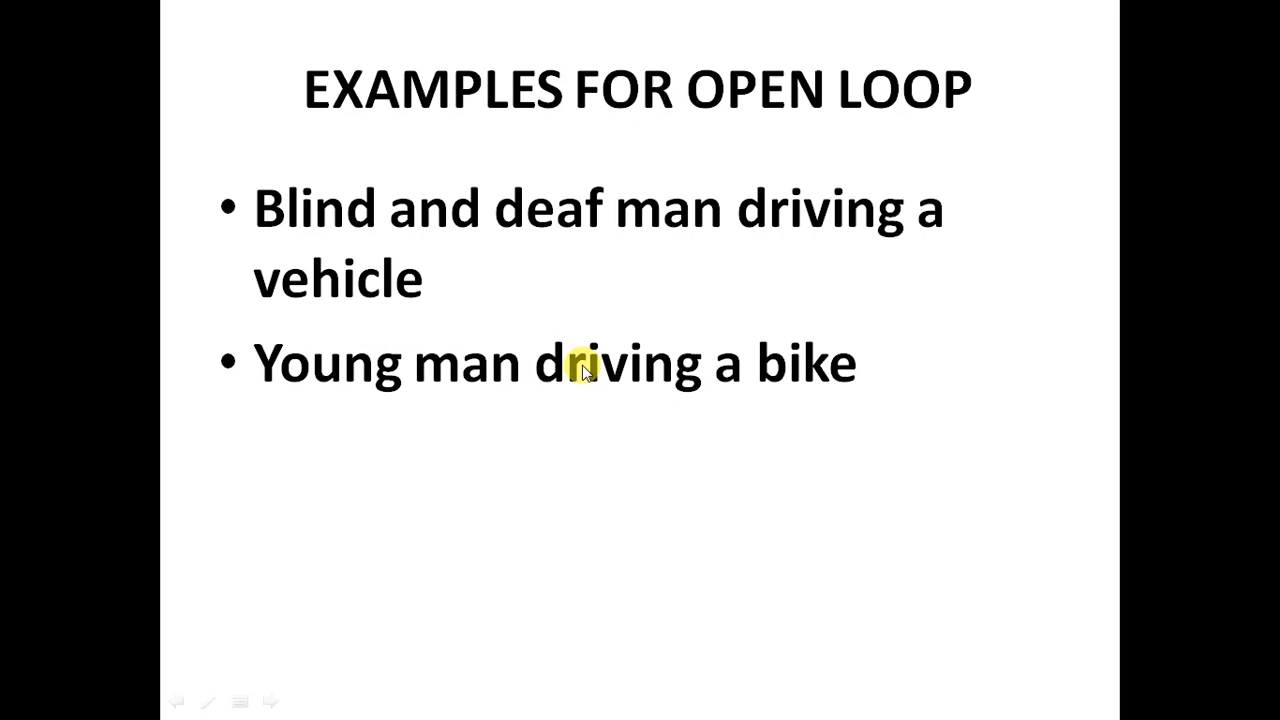 EXAMPLES FOR OPEN LOOP
• Blind and deaf man driving a
vehicle
• Young man driving a bike